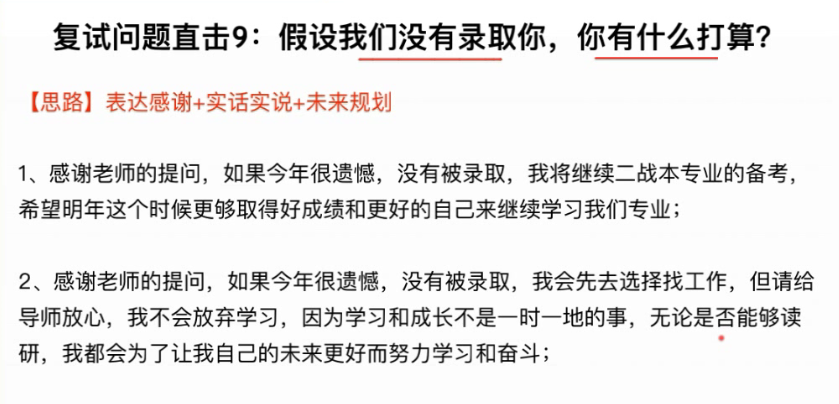 复试问题直击9：假设我们没有录取你，你有什么打算？
【思路】表达感谢+实话实说+未来规划
1、感谢老师的提问，如果今年很遗憾，没有被录取，我将继续二战本专业的备考，
希望明年这个时候更够取得好成绩和更好的自己来继续学习我们专业；
2、感谢老师的提问，如果今年很遗憾，没有被录取，我会先去选择找工作，但请给
导师放心，我不会放弃学习，因为学习和成长不是一时一地的事，无论是否能够读
研，我都会为了让我自己的未来更好而努力学习和奋斗；